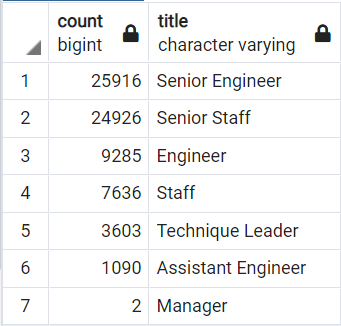 count title
bigint character varying
1 25916 Senior Engineer
2 24926 Senior Staff
3 9285 Engineer
4 7636 Staff
5 3603 Technique Leader
6 1090 Assistant Engineer
7 2 Manager